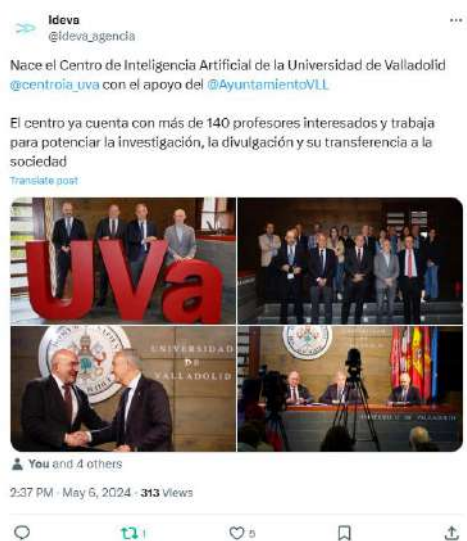 Ideva
@ideva_agencia
Nace el Centro de Inteligencia Artificial de la Universidad de Valladolid
@centroia_uva con el apoyo del @AyuntamientoVLL
El centro ya cuenta con más de 140 profesores interesados y trabaja
para potenciar la investigación, la divulgación y su transferencia a la
sociedad
Translate post
UVa
UNIVERSIDAD
DE
VALLADOLID
You and 4 others
2:37 PM · May 6, 2024 · 313 Views
1
5